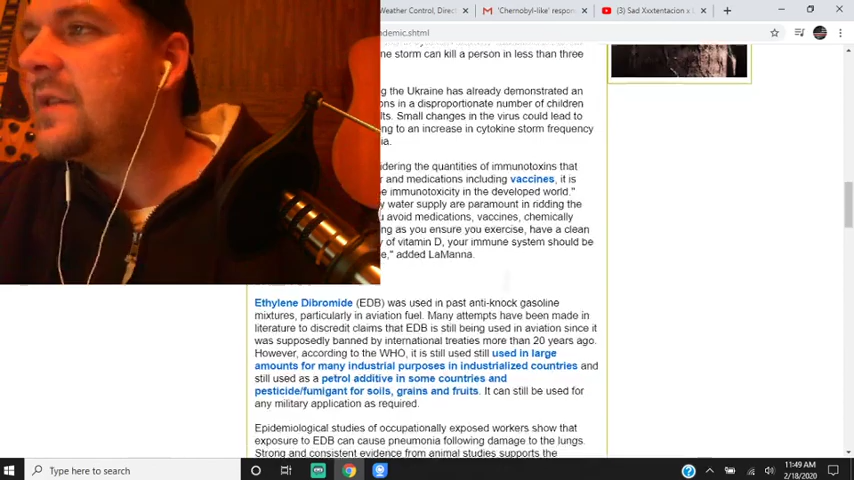 Weather Control, Direct
'Chernobyl-like' respon
(3) Sad Xxxtentacion x
demic.shtml
ne storm can kill a person in less than three
g the Ukraine has already demonstrated an
ons in a disproportionate number of children
lts. Small changes in the virus could lead to
ng to an increase in cytokine storm frequency
ia.
idering the quantities of immunotoxins that
r and medications including vaccines, it is
e immunotoxicity in the developed world."
y water supply are paramount in ridding the
u avoid medications, vaccines, chemically
ng as you ensure you exercise, have a clean
y of vitamin D, your immune system should be
e," added LaManna.
Ethylene Dibromide (EDB) was used in past anti-knock gasoline
mixtures, particularly in aviation fuel. Many attempts have been made in
literature to discredit claims that EDB is still being used in aviation since it
was supposedly banned by international treaties more than 20 years ago.
However, according to the WHO, it is still used still used in large
amounts for many industrial purposes in industrialized countries and
still used as a petrol additive in some countries and
pesticide/fumigant for soils, grains and fruits. It can still be used for
any military application as required.
Epidemiological studies of occupationally exposed workers show that
exposure to EDB can cause pneumonia following damage to the lungs.
Strong and consistent evidence from animal studies supports the
Type here to search
11:49 AM
2/18/2020